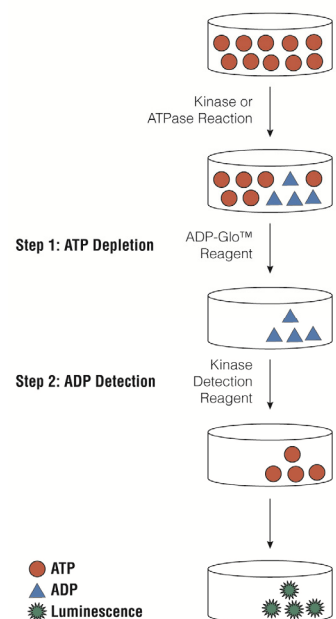 Kinase or
ATPase Reaction
Step 1: ATP Depletion
ADP-Glo™
Reagent
Step 2: ADP Detection
Kinase
Detection
Reagent
ATP
ADP
Luminescence